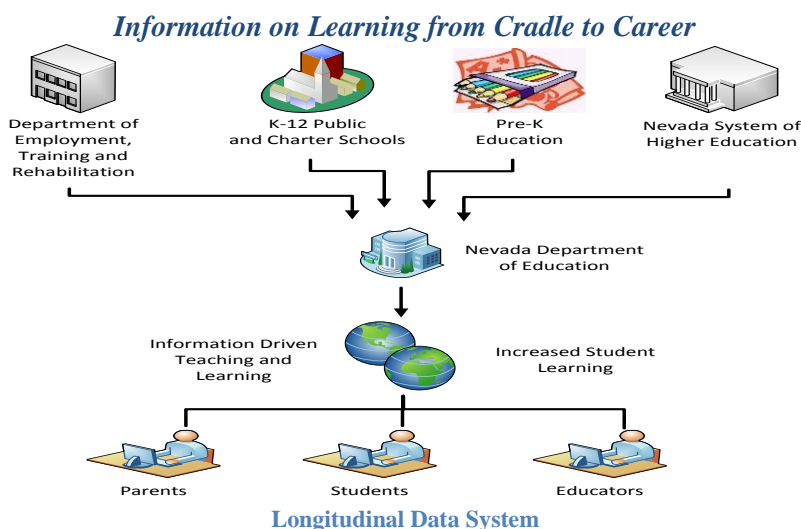 Information on Learning from Cradle to Career
Department of
Employment,
Training and
Rehabilitation
K-12 Public
and Charter Schools
Pre-K
Education
Nevada System of
Higher Education
Nevada Department
of Education
Information Driven
Teaching and
Learning
Increased Student
Learning
Parents
Students
Educators
Longitudinal Data System